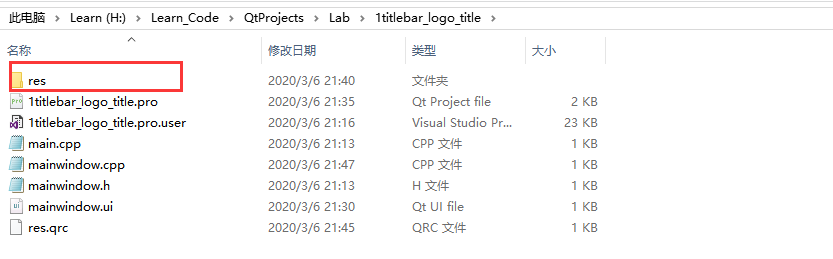 此电脑 > Learn (H:) > Learn_Code > QtProjects > Lab > 1titlebar_logo_title >
名称 修改日期 类型 大小
res 2020/3/6 21:40 文件夹
1titlebar_logo_title.pro 2020/3/6 21:35 Qt Project file 2 KB
1titlebar_logo_title.pro.user 2020/3/6 21:16 Visual Studio Pr... 23 KB
main.cpp 2020/3/6 21:13 CPP 文件 1 KB
mainwindow.cpp 2020/3/6 21:47 CPP 文件 1 KB
mainwindow.h 2020/3/6 21:13 H 文件 1 KB
mainwindow.ui 2020/3/6 21:30 Qt UI file 1 KB
res.qrc 2020/3/6 21:45 QRC 文件 1 KB